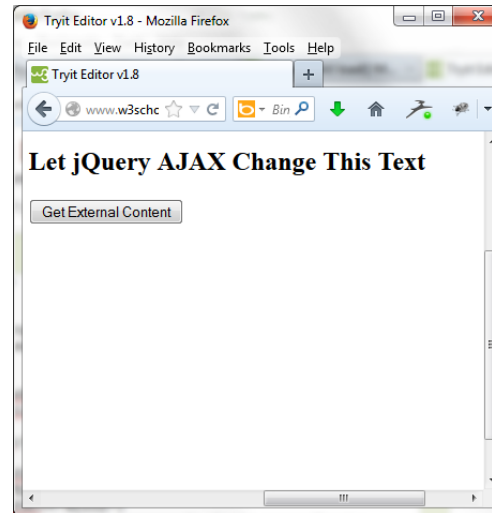 Tryit Editor v1.8 - Mozilla Firefox
File Edit View History Bookmarks Tools Help
Tryit Editor v1.8
www.w3schc Bin
Let jQuery AJAX Change This Text
Get External Content